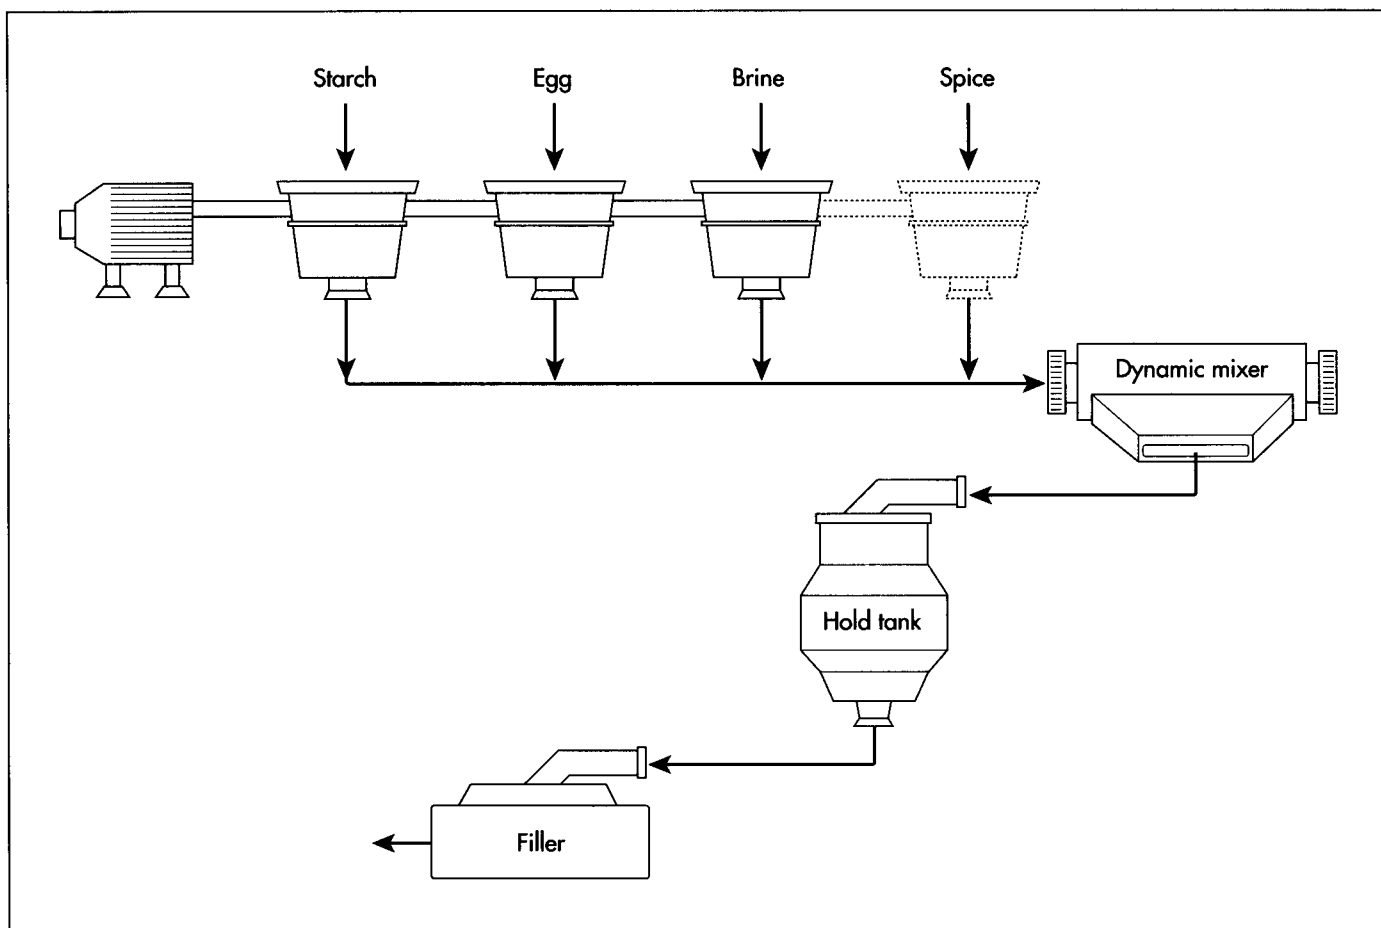 Starch
Egg
Brine
Spice
Dynamic mixer
Hold tank
Filler